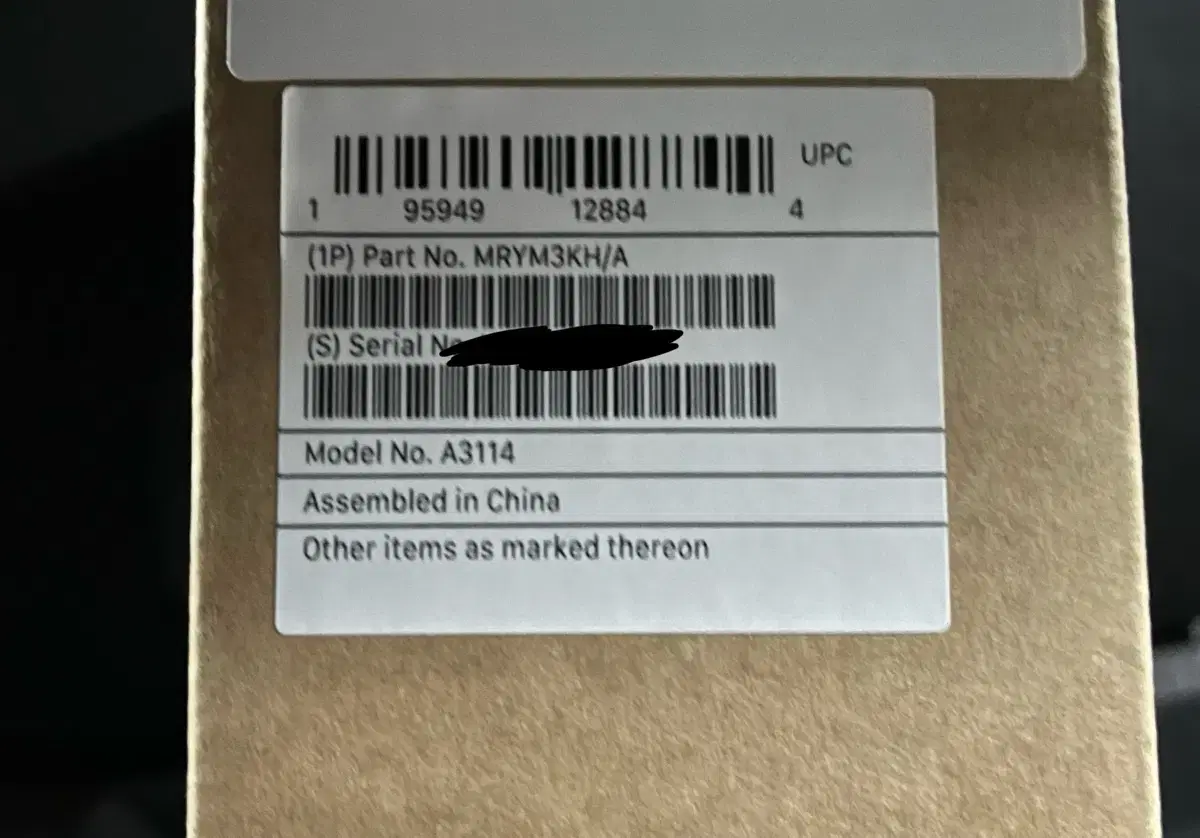 UPC
1 95949 12884 4
(1P) Part No. MRYM3KH/A
(S) Serial No
Model No. A3114
Assembled in China
Other items as marked thereon